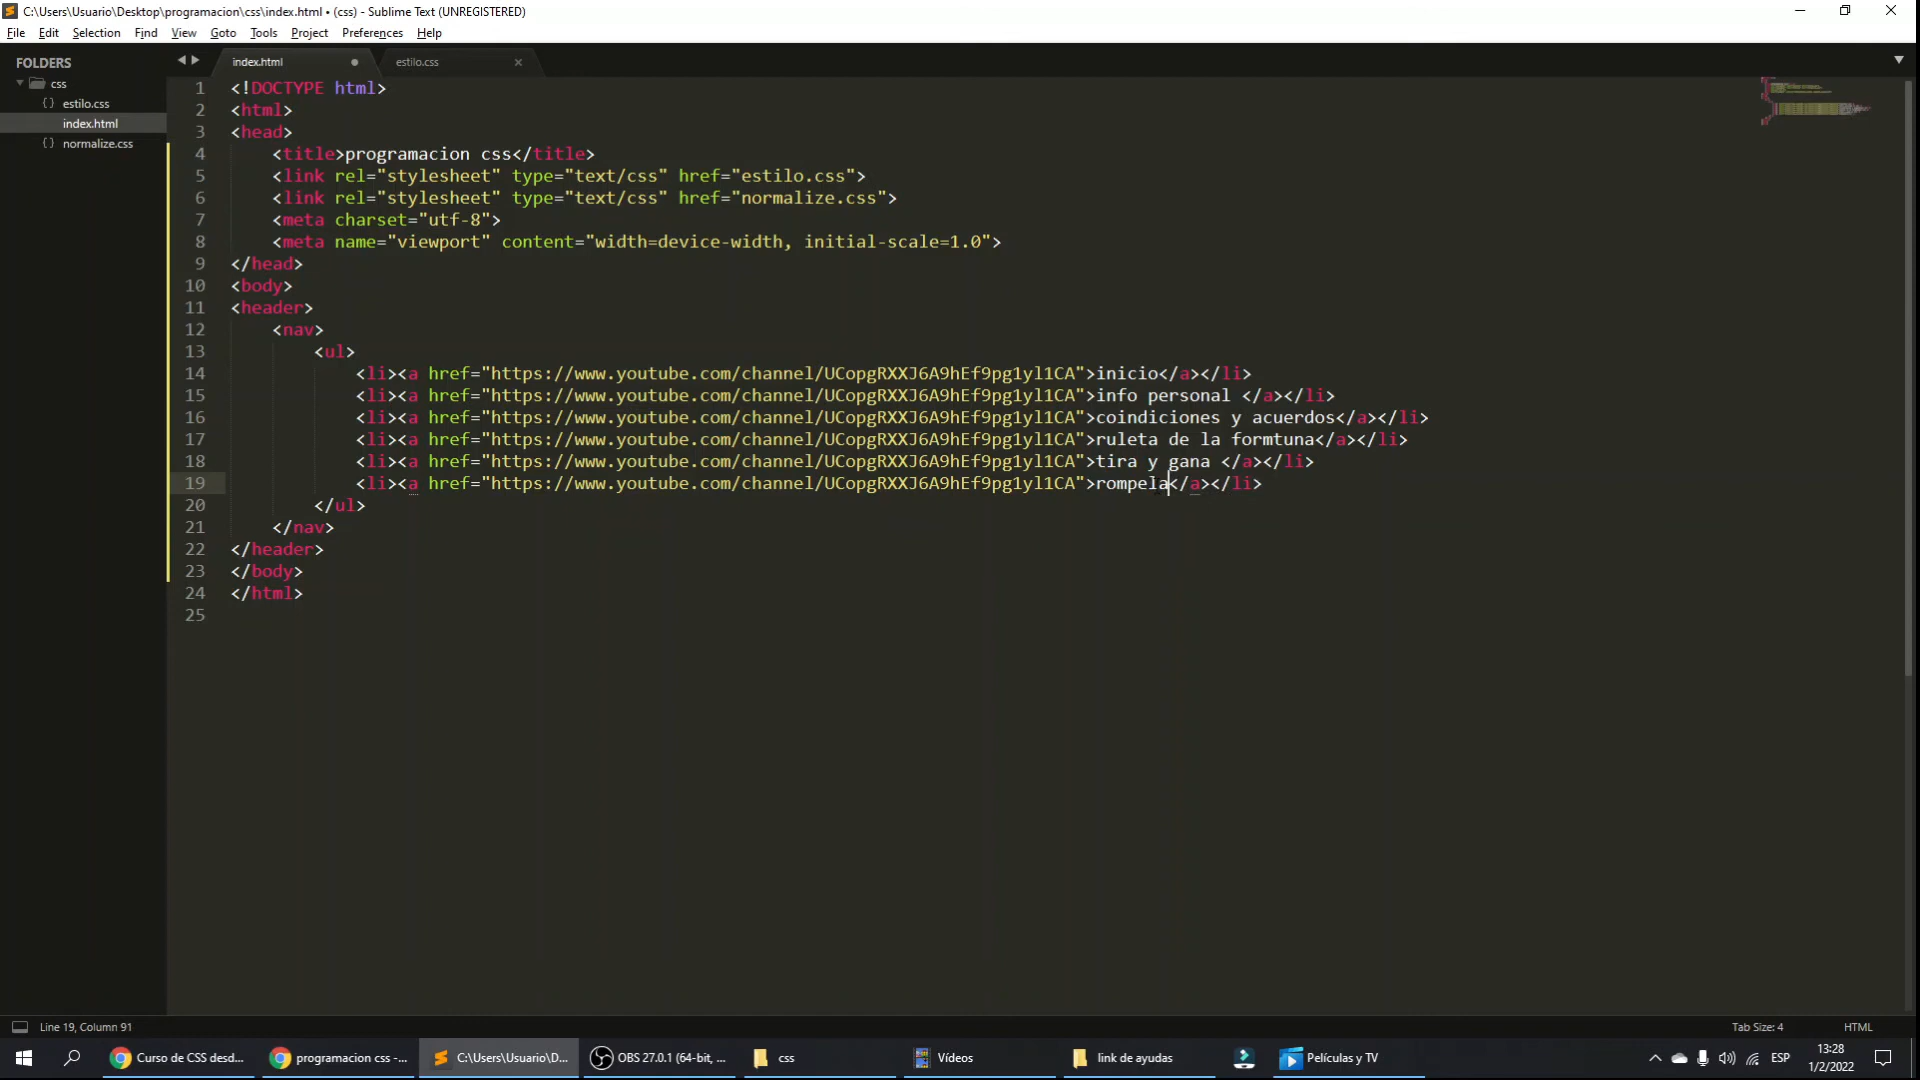 C:\Users\Usuario\Desktop\programacion\css\index.html • (css) - Sublime Text (UNREGISTERED)
File Edit Selection Find View Goto Tools Project Preferences Help
FOLDERS
css
estilo.css
index.html
normalize.css
index.html
estilo.css
1 <!DOCTYPE html>
2 <html>
3 <head>
4 <title>programacion css</title>
5 <link rel="stylesheet" type="text/css" href="estilo.css">
6 <link rel="stylesheet" type="text/css" href="normalize.css">
7 <meta charset="utf-8">
8 <meta name="viewport" content="width=device-width, initial-scale=1.0">
9 </head>
10 <body>
11 <header>
12 <nav>
13 <ul>
14 <li><a href="https://www.youtube.com/channel/UCopgRXXJ6A9hEf9pg1yl1CA">inicio</a></li>
15 <li><a href="https://www.youtube.com/channel/UCopgRXXJ6A9hEf9pg1yl1CA">info personal </a></li>
16 <li><a href="https://www.youtube.com/channel/UCopgRXXJ6A9hEf9pg1yl1CA">coindiciones y acuerdos</a></li>
17 <li><a href="https://www.youtube.com/channel/UCopgRXXJ6A9hEf9pg1yl1CA">ruleta de la formtuna</a></li>
18 <li><a href="https://www.youtube.com/channel/UCopgRXXJ6A9hEf9pg1yl1CA">tira y gana </a></li>
19 <li><a href="https://www.youtube.com/channel/UCopgRXXJ6A9hEf9pg1yl1CA">rompela</a></li>
20 </ul>
21 </nav>
22 </header>
23 </body>
24 </html>
25
Line 19, Column 91
Tab Size: 4
HTML
Curso de CSS desd...
programacion css -...
C:\Users\Usuario\D...
OBS 27.0.1 (64-bit, ...
css
Vídeos
link de ayudas
Películas y TV
ESP
13:28
1/2/2022